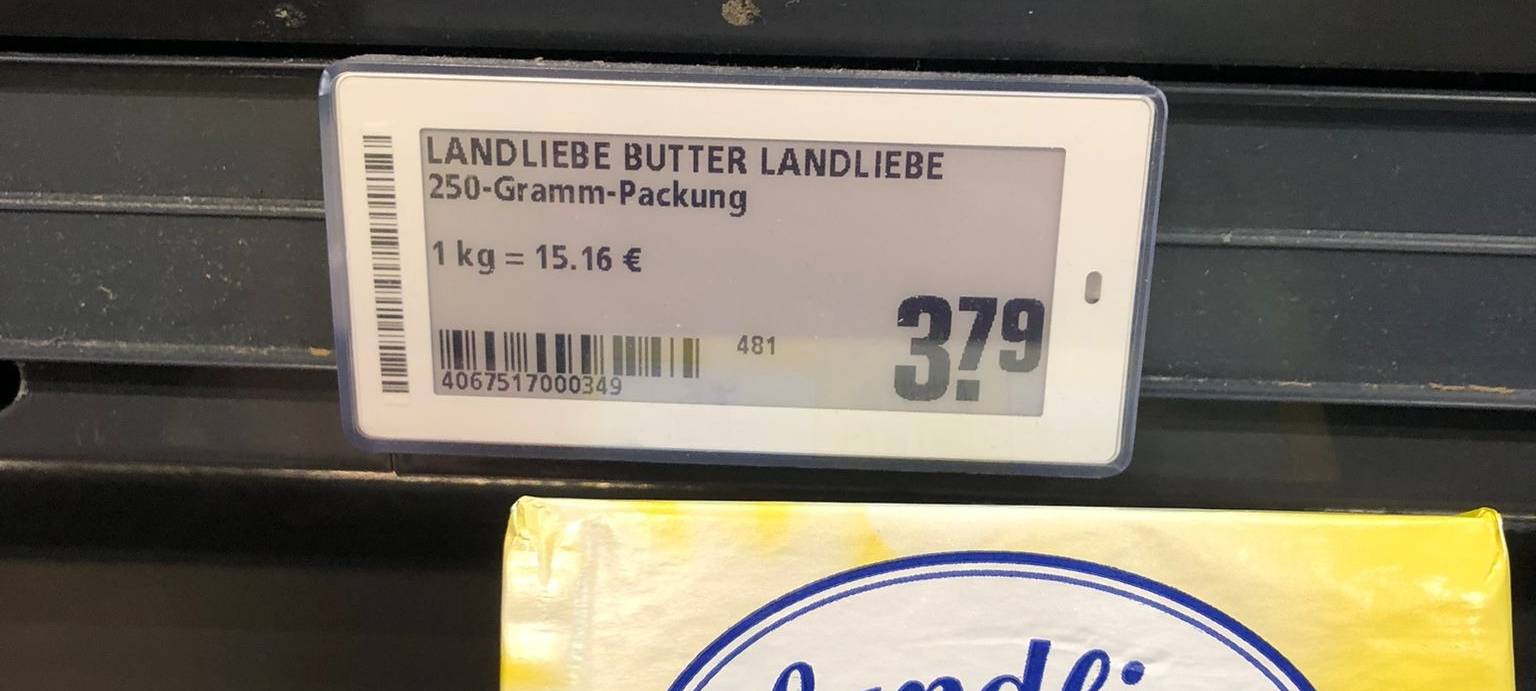 LANDLIEBE BUTTER LANDLIEBE
250-Gramm-Packung
1 kg = 15.16 €
3.79
481
4067517000349